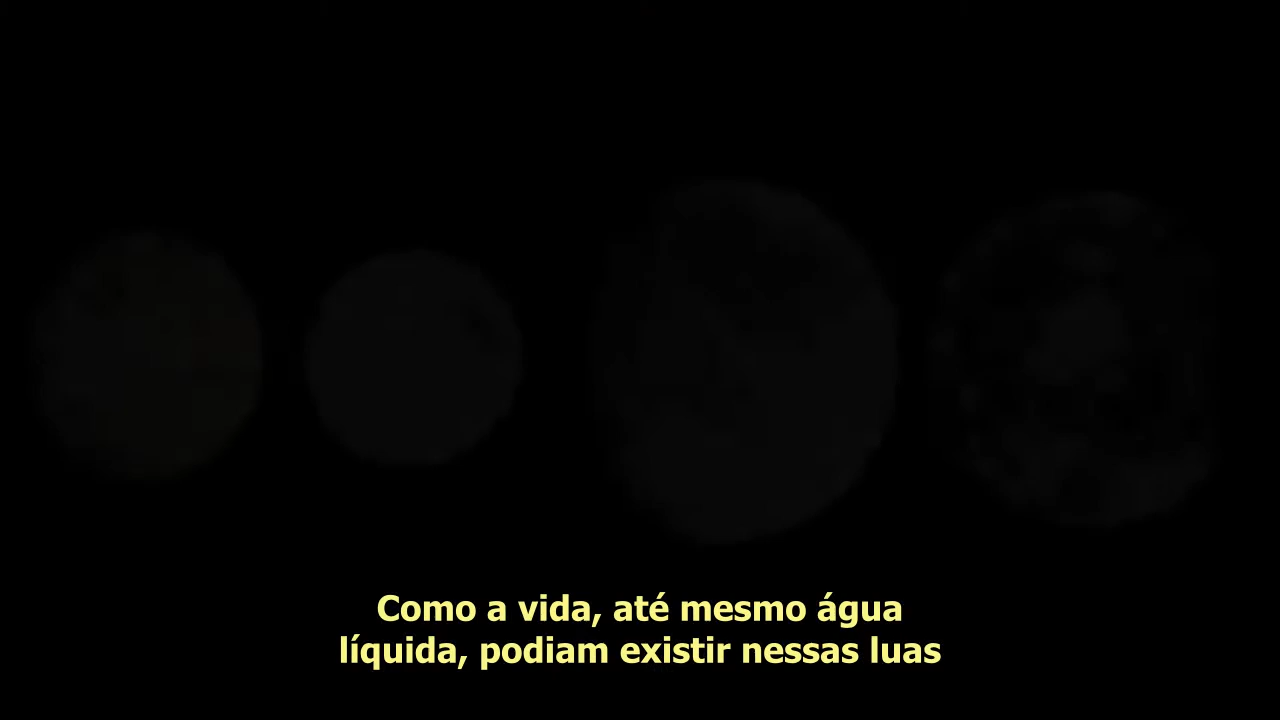 Como a vida, até mesmo água
líquida, podiam existir nessas luas